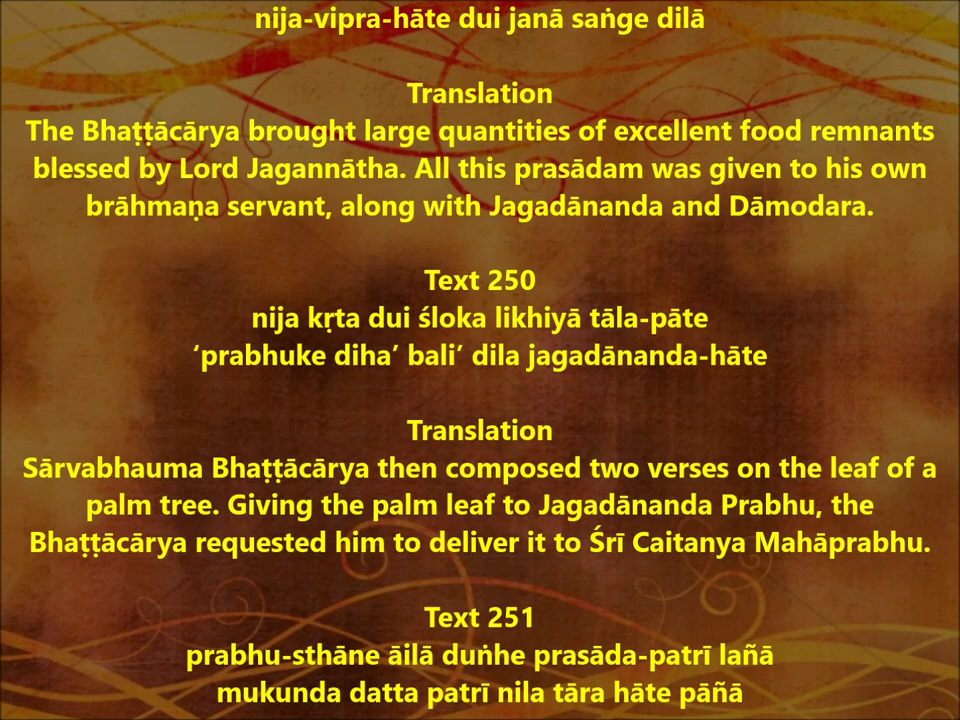 nija-vipra-hāte dui janā saṅge dilā
Translation
The Bhaṭṭācārya brought large quantities of excellent food remnants
blessed by Lord Jagannātha. All this prasādam was given to his own
brāhmaṇa servant, along with Jagadānanda and Dāmodara.
Text 250
nija kṛta dui śloka likhiyā tāla-pāte
‘prabhuke diha’ bali’ dila jagadānanda-hāte
Translation
Sārvabhauma Bhaṭṭācārya then composed two verses on the leaf of a
palm tree. Giving the palm leaf to Jagadānanda Prabhu, the
Bhaṭṭācārya requested him to deliver it to Śrī Caitanya Mahāprabhu.
Text 251
prabhu-sthāne āilā duṅhe prasāda-patrī lañā
mukunda datta patrī nila tāra hāte pāñā